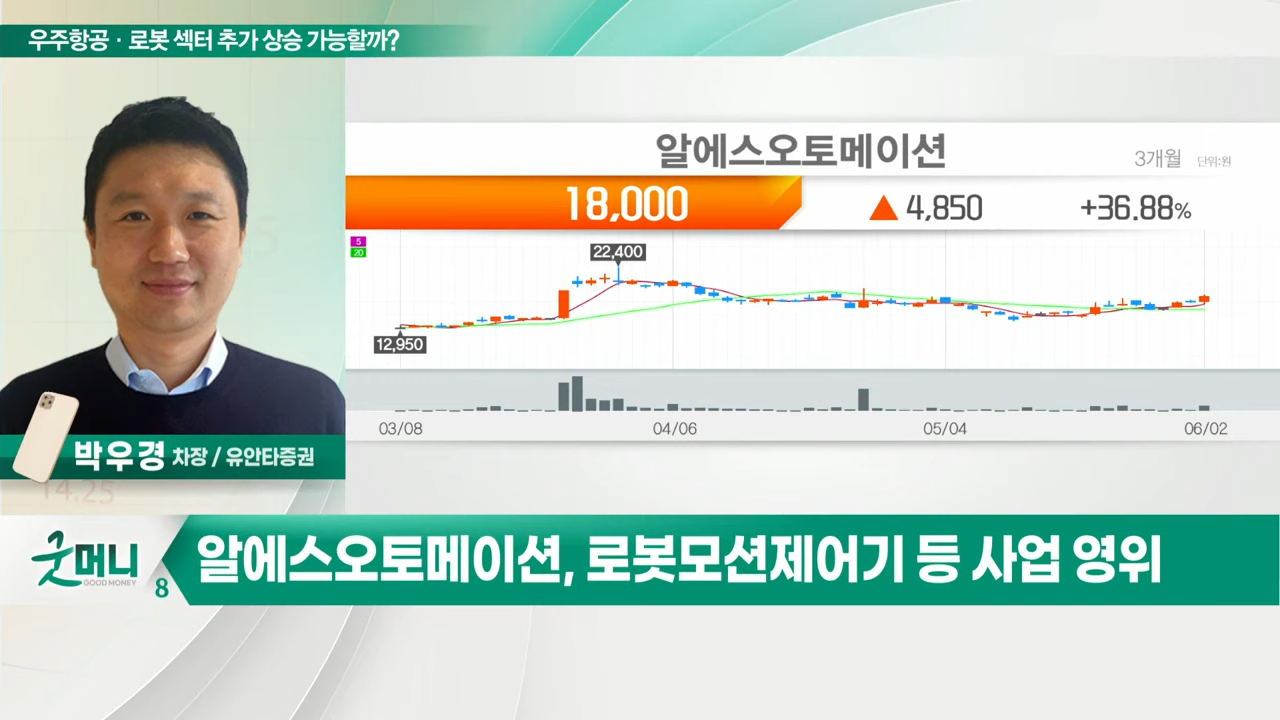 우주항공 · 로봇 섹터 추가 상승 가능할까?
알에스오토메이션
3개월 단위:원
18,000 ▲ 4,850 +36.88%
5
20
22,400
12,950
03/08 04/06 05/04 06/02
박우경 차장 / 유안타증권
14.25
굿머니
GOOD MONEY
8
알에스오토메이션, 로봇모션제어기 등 사업 영위